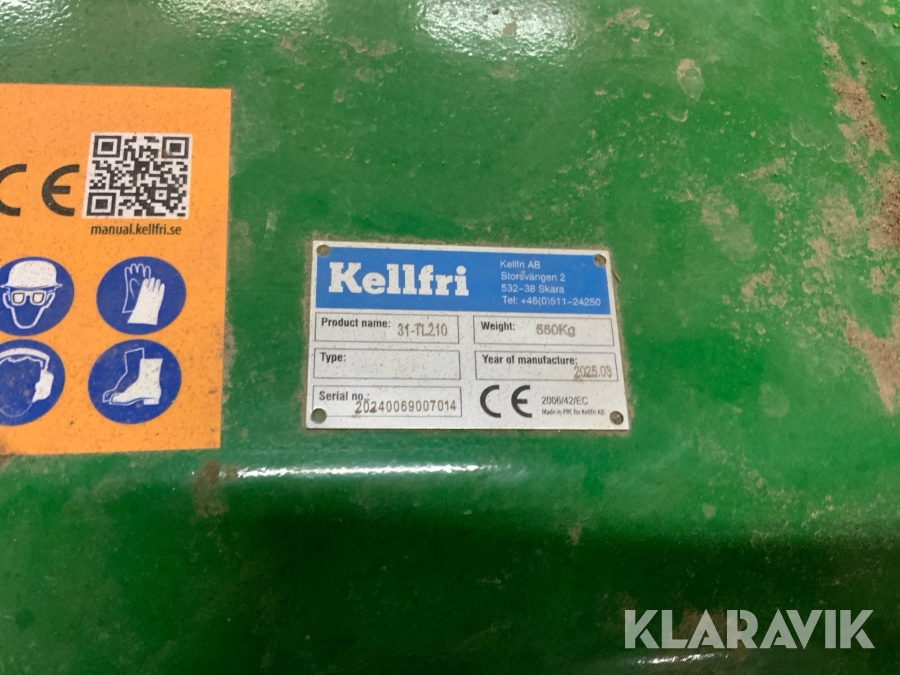 CE
manual.kellfri.se
Kellfri
Kellfri AB
Storsvängen 2
532-38 Skara
Tel: +46(0)511-24250
Product name: 31-TL210
Weight: 550Kg
Type:
Year of manufacture:
2025.03
Serial no.:
20240069007014
CE
2006/42/EC
Made in PRC for Kellfri AB.
KLARAVIK